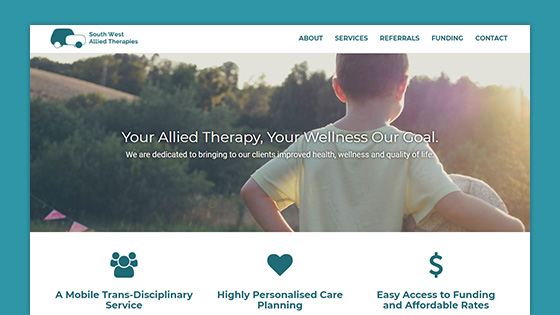 South West
Allied Therapies
ABOUT SERVICES REFERRALS FUNDING CONTACT
Your Allied Therapy, Your Wellness Our Goal.
We are dedicated to bringing to our clients improved health, wellness and quality of life.
A Mobile Trans-Disciplinary
Service
Highly Personalised Care
Planning
Easy Access to Funding
and Affordable Rates